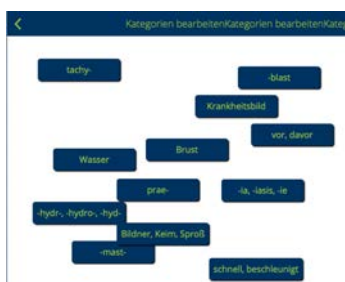 Kategorien bearbeitenKategorien bearbeitenKateg
tachy-
-blast
Krankheitsbild
vor, davor
Brust
Wasser
prae-
-ia, -iasis, -ie
-hydr-, -hydro-, -hyd-
Bildner, Keim, Sproß
-mast-
schnell, beschleunigt